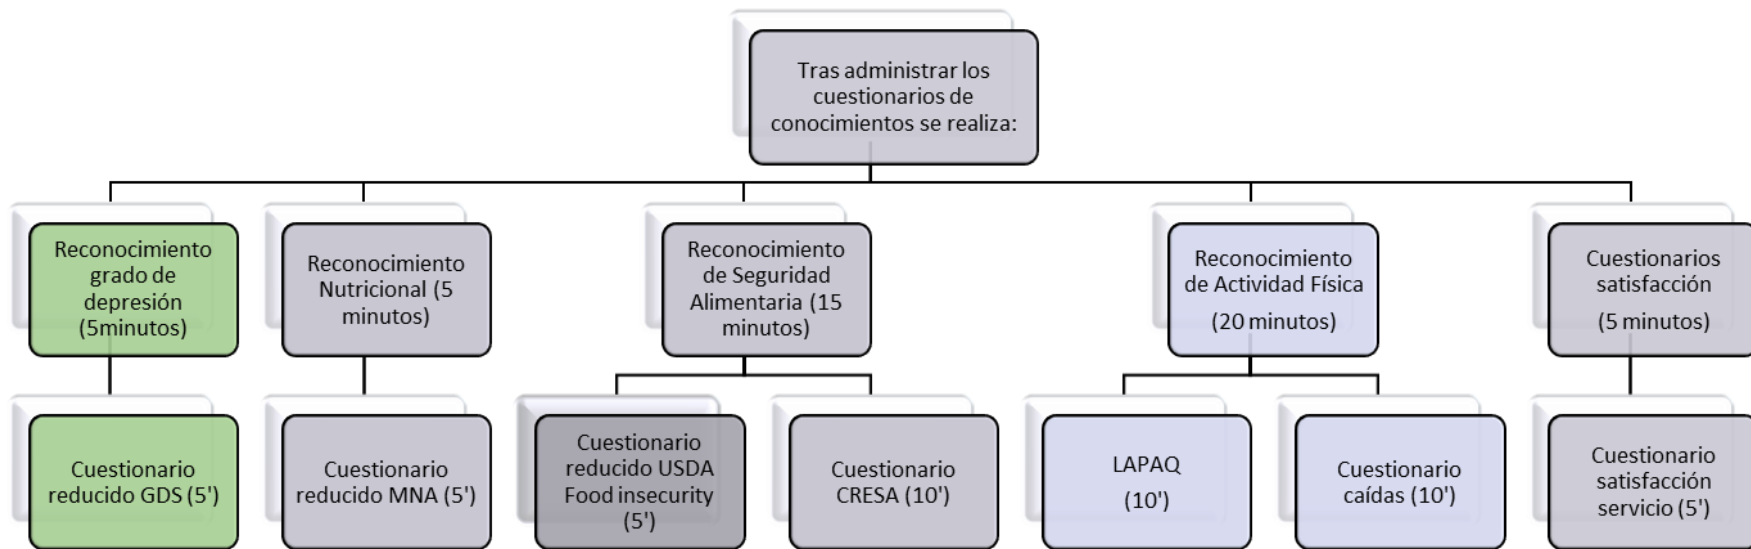 Tras administrar los
cuestionarios de
conocimientos se realiza:
Reconocimiento
grado de
depresión
(5minutos)
Reconocimiento
Nutricional (5
minutos)
Reconocimiento
de Seguridad
Alimentaria (15
minutos)
Reconocimiento
de Actividad Física
(20 minutos)
Cuestionarios
satisfacción
(5 minutos)
Cuestionario
reducido GDS (5')
Cuestionario
reducido MNA (5')
Cuestionario
reducido USDA
Food insecurity
(5')
Cuestionario
CRESA (10')
LAPAQ
(10')
Cuestionario
caídas (10')
Cuestionario
satisfacción
servicio (5')